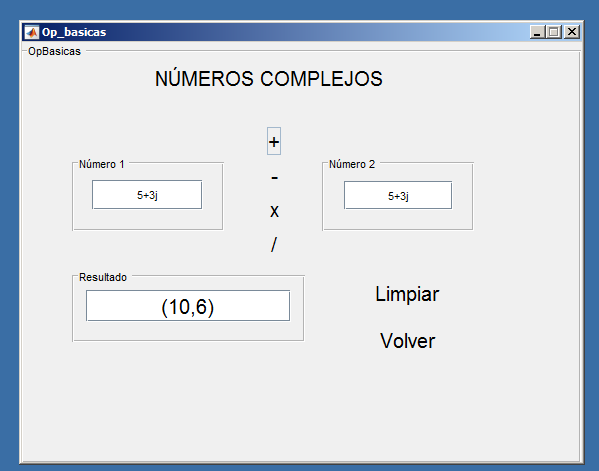 Op_basicas
OpBasicas
NÚMEROS COMPLEJOS
+
Número 1
5+3j
-
x
/
Número 2
5+3j
Resultado
(10,6)
Limpiar
Volver